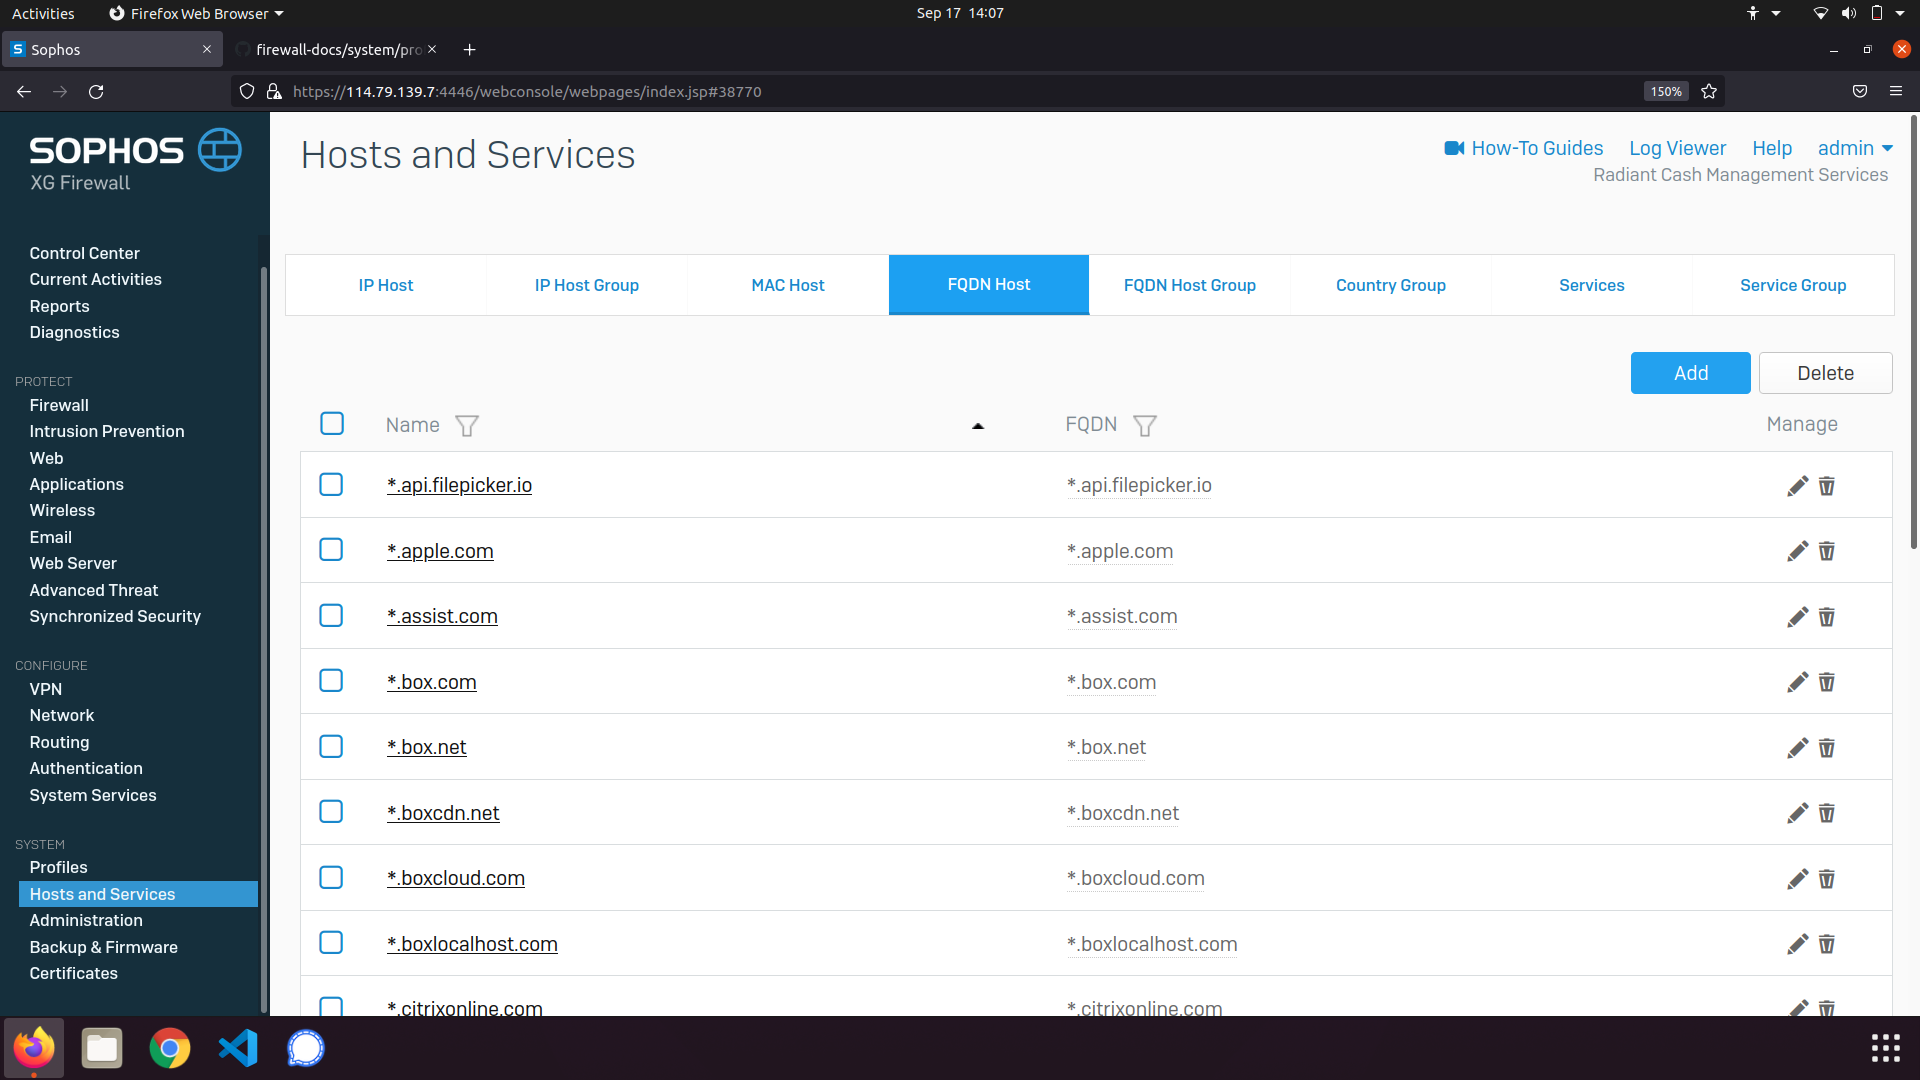 Activities
Firefox Web Browser
Sep 17 14:07
Sophos
firewall-docs/system/pro
https://114.79.139.7:4446/webconsole/webpages/index.jsp#38770
150%
SOPHOS
XG Firewall
Hosts and Services
How-To Guides
Log Viewer
Help
admin
Radiant Cash Management Services
Control Center
Current Activities
Reports
Diagnostics
PROTECT
Firewall
Intrusion Prevention
Web
Applications
Wireless
Email
Web Server
Advanced Threat
Synchronized Security
CONFIGURE
VPN
Network
Routing
Authentication
System Services
SYSTEM
Profiles
Hosts and Services
Administration
Backup & Firmware
Certificates
IP Host
IP Host Group
MAC Host
FQDN Host
FQDN Host Group
Country Group
Services
Service Group
Add
Delete
Name
FQDN
Manage
*.api.filepicker.io
*.api.filepicker.io
*.apple.com
*.apple.com
*.assist.com
*.assist.com
*.box.com
*.box.com
*.box.net
*.box.net
*.boxcdn.net
*.boxcdn.net
*.boxcloud.com
*.boxcloud.com
*.boxlocalhost.com
*.boxlocalhost.com
*.citrixonline.com
*.citrixonline.com